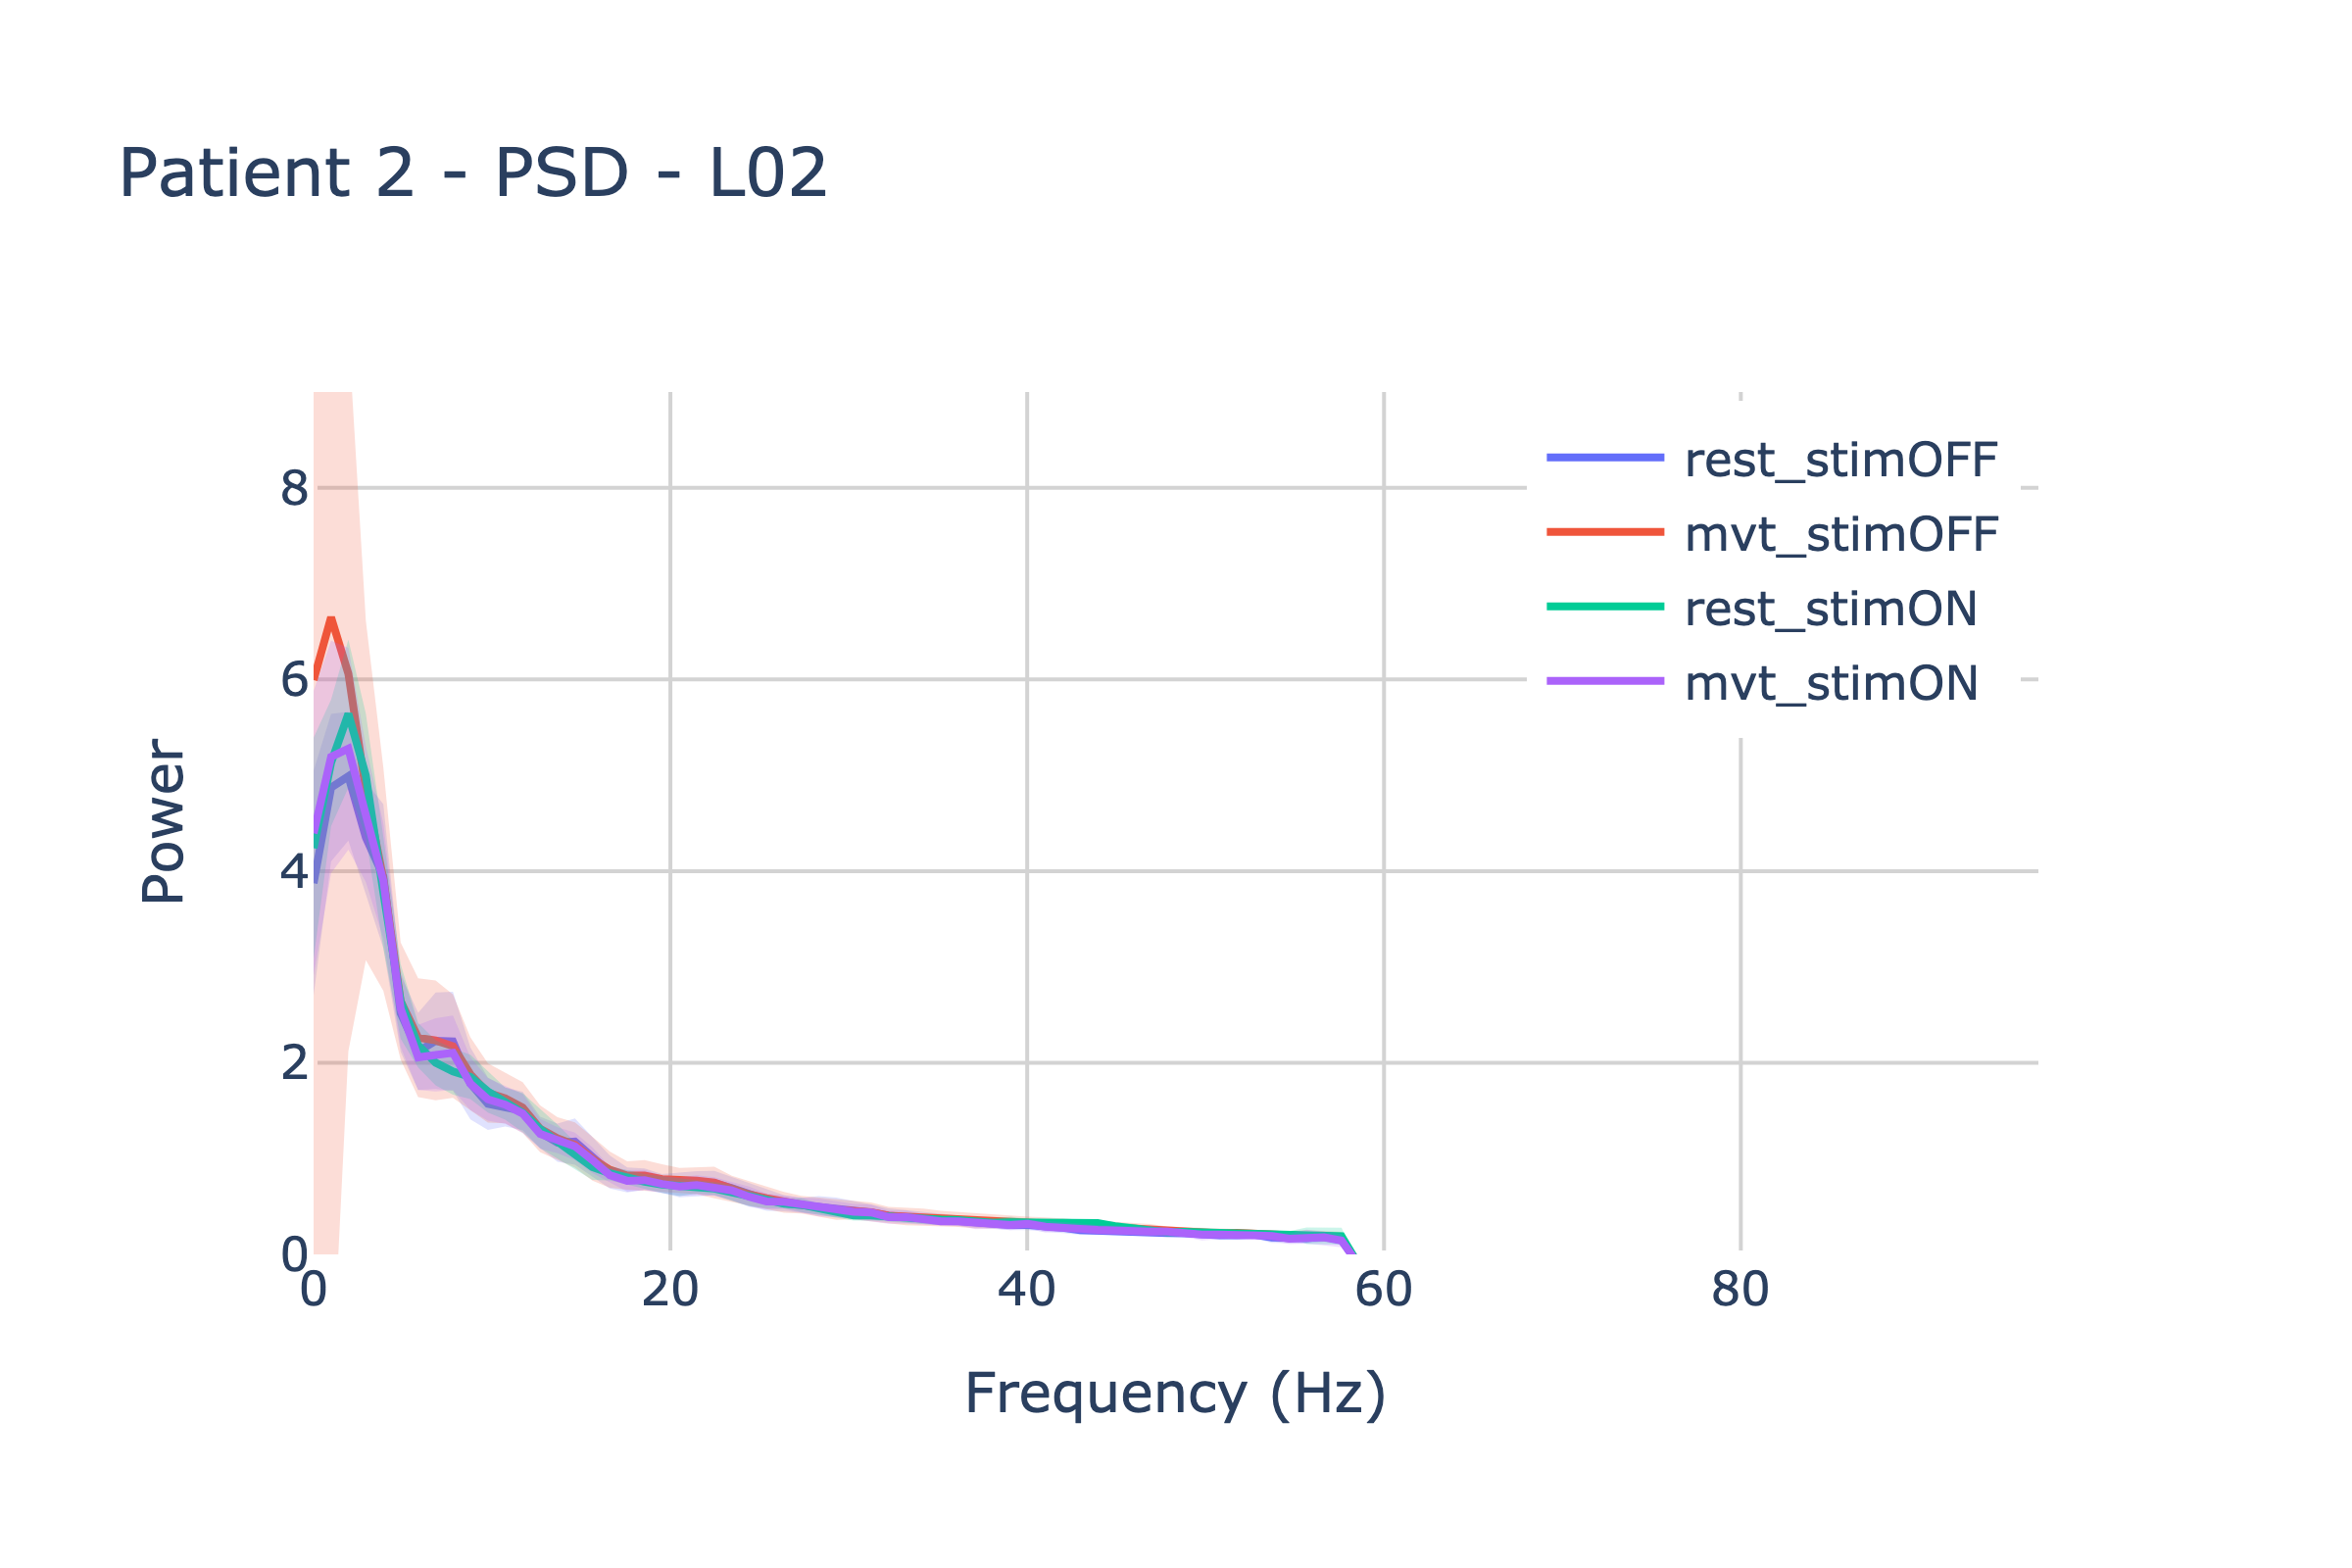 Patient 2 - PSD - L02
rest_stimOFF
mvt_stimOFF
rest_stimON
mvt_stimON
8
6
4
2
0
Power
0 20 40 60 80
Frequency (Hz)